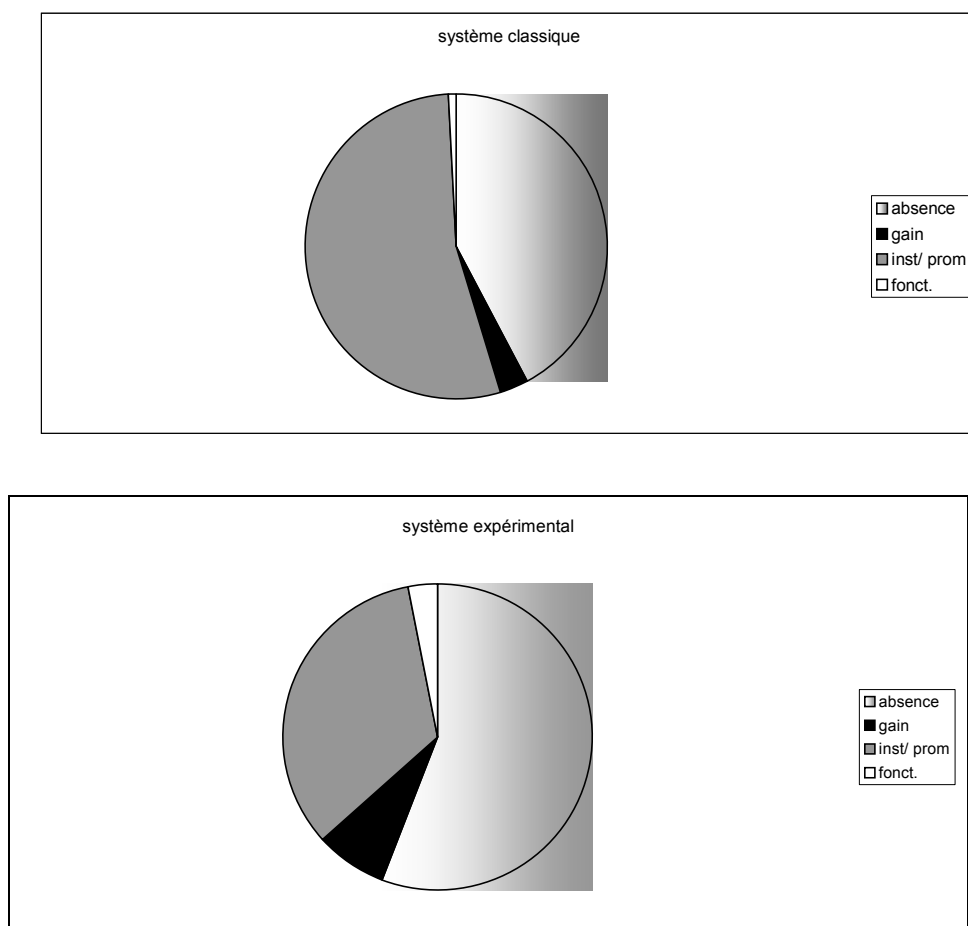 système classique
absence
gain
inst/ prom
fonct.
système expérimental
absence
gain
inst/ prom
fonct.